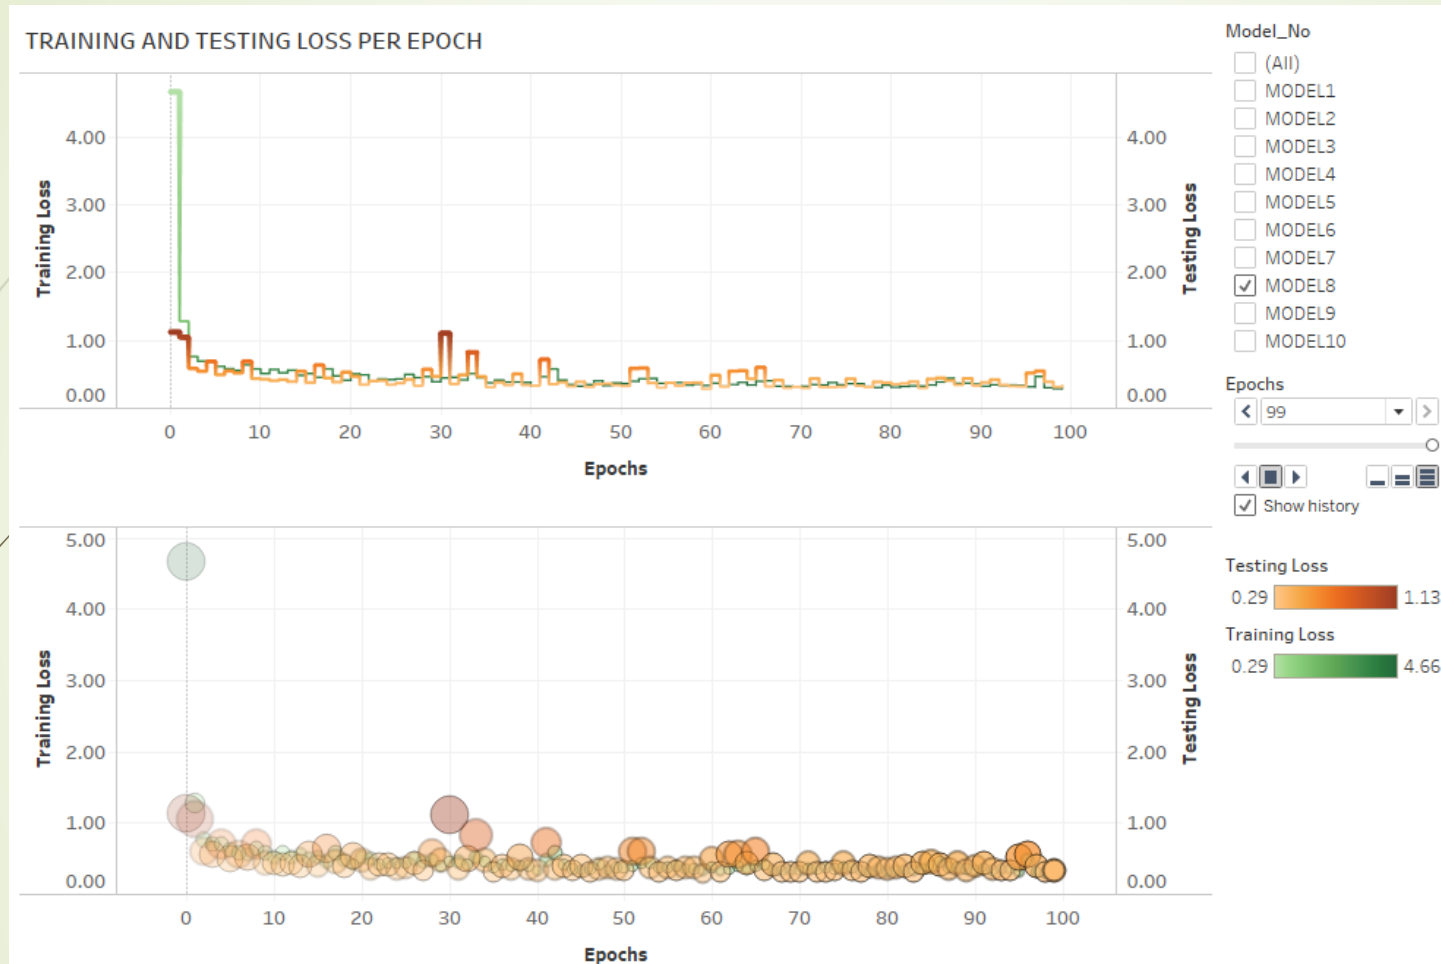 TRAINING AND TESTING LOSS PER EPOCH
Training Loss
4.00
3.00
2.00
1.00
0.00
4.00
3.00
2.00
1.00
0.00
Testing Loss
0 10 20 30 40 50 60 70 80 90 100
Epochs
Training Loss
5.00
4.00
3.00
2.00
1.00
0.00
5.00
4.00
3.00
2.00
1.00
0.00
Testing Loss
0 10 20 30 40 50 60 70 80 90 100
Epochs
Model_No
(All)
MODEL1
MODEL2
MODEL3
MODEL4
MODEL5
MODEL6
MODEL7
MODEL8
MODEL9
MODEL10
Epochs
99
Show history
Testing Loss
0.29 1.13
Training Loss
0.29 4.66